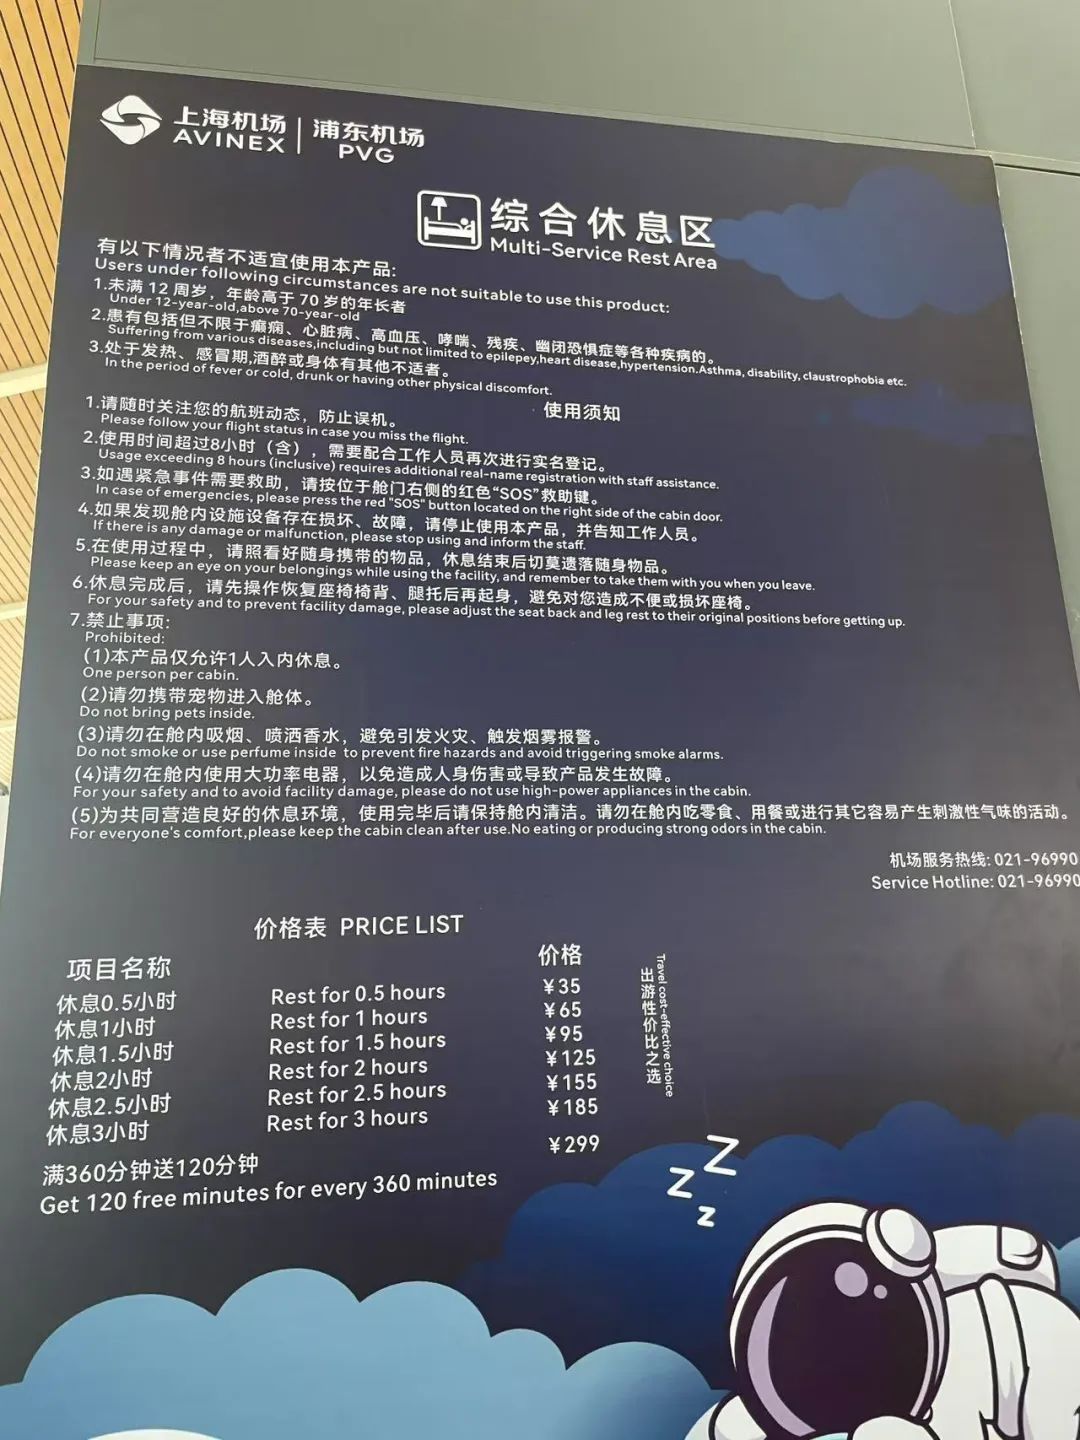 上海机场
AVINEX
浦东机场
PVG
综合休息区
Multi-Service Rest Area
有以下情况者不适宜使用本产品:
Users under following circumstances are not suitable to use this product:
1.未满 12 周岁，年龄高于 70 岁的年长者
Under 12-year-old,above 70-year-old
2.患有包括但不限于癫痫、心脏病、高血压、哮喘、残疾、幽闭恐惧症等各种疾病的。
Suffering from various diseases,including but not limited to epilepey,heart disease,hypertension.Asthma, disability, claustrophobia etc.
3.处于发热、感冒期,酒醉或身体有其他不适者。
In the period of fever or cold, drunk or having other physical discomfort.
使用须知
1.请随时关注您的航班动态，防止误机。
Please follow your flight status in case you miss the flight.
2.使用时间超过8小时（含），需要配合工作人员再次进行实名登记。
Usage exceeding 8 hours (inclusive) requires additional real-name registration with staff assistance.
3.如遇紧急事件需要救助，请按位于舱门右侧的红色“SOS”救助键。
In case of emergencies, please press the red "SOS" button located on the right side of the cabin door.
4.如果发现舱内设施设备存在损坏、故障，请停止使用本产品，并告知工作人员。
If there is any damage or malfunction, please stop using and inform the staff.
5.在使用过程中，请照看好随身携带的物品，休息结束后切莫遗落随身物品。
Please keep an eye on your belongings while using the facility, and remember to take them with you when you leave.
6.休息完成后，请先操作恢复座椅椅背、腿托后再起身，避免对您造成不便或损坏座椅。
For your safety and to prevent facility damage, please adjust the seat back and leg rest to their original positions before getting up.
7.禁止事项:
Prohibited:
(1)本产品仅允许1人入内休息。
One person per cabin.
(2)请勿携带宠物进入舱体。
Do not bring pets inside.
(3)请勿在舱内吸烟、喷洒香水，避免引发火灾、触发烟雾报警。
Do not smoke or use perfume inside to prevent fire hazards and avoid triggering smoke alarms.
(4)请勿在舱内使用大功率电器，以免造成人身伤害或导致产品发生故障。
For your safety and to avoid facility damage, please do not use high-power appliances in the cabin.
(5)为共同营造良好的休息环境，使用完毕后请保持舱内清洁。请勿在舱内吃零食、用餐或进行其它容易产生刺激性气味的活动。
For everyone's comfort,please keep the cabin clean after use.No eating or producing strong odors in the cabin.
机场服务热线: 021-96990
Service Hotline: 021-96990
价格表 PRICE LIST
项目名称 价格
休息0.5小时 Rest for 0.5 hours ¥35
休息1小时 Rest for 1 hours ¥65
休息1.5小时 Rest for 1.5 hours ¥95
休息2小时 Rest for 2 hours ¥125
休息2.5小时 Rest for 2.5 hours ¥155
休息3小时 Rest for 3 hours ¥185
满360分钟送120分钟 ¥299
Get 120 free minutes for every 360 minutes
出游性价比之选
Travel cost-effective choice
Z
Z
Z